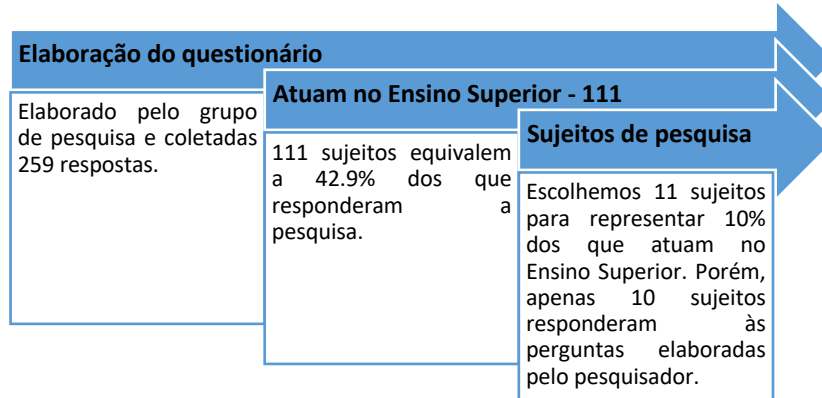 Elaboração do questionário
Elaborado pelo grupo
de pesquisa e coletadas
259 respostas.
Atuam no Ensino Superior - 111
111 sujeitos equivalem
a 42.9% dos que
responderam a
pesquisa.
Sujeitos de pesquisa
Escolhemos 11 sujeitos
para representar 10%
dos que atuam no
Ensino Superior. Porém,
apenas 10 sujeitos
responderam às
perguntas elaboradas
pelo pesquisador.